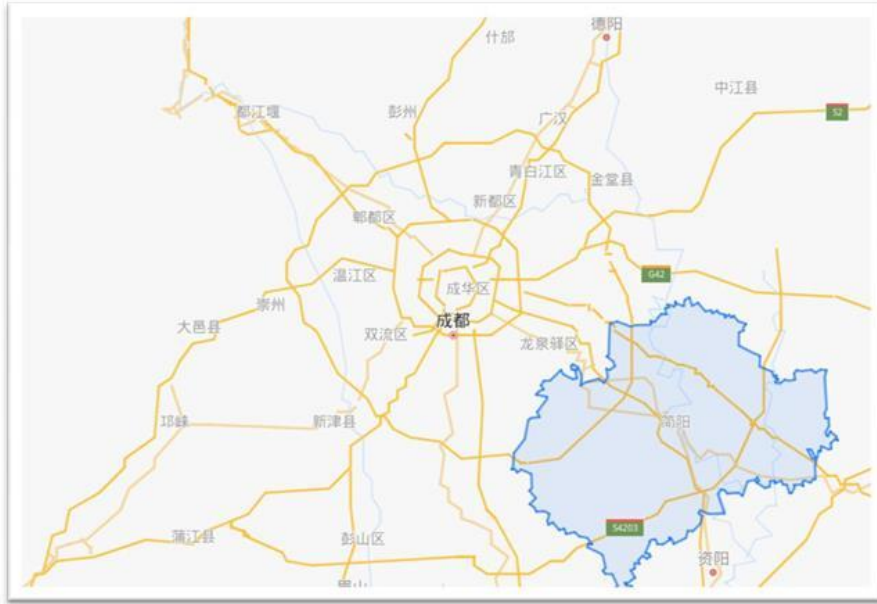 德阳
什邡
中江县
都江堰
彭州
广汉
S2
青白江区
金堂县
新都区
郫都区
温江区
G42
成华区
崇州
成都
大邑县
双流区
龙泉驿区
邛崃
新津县
简阳
S4203
蒲江县
彭山区
资阳
眉山